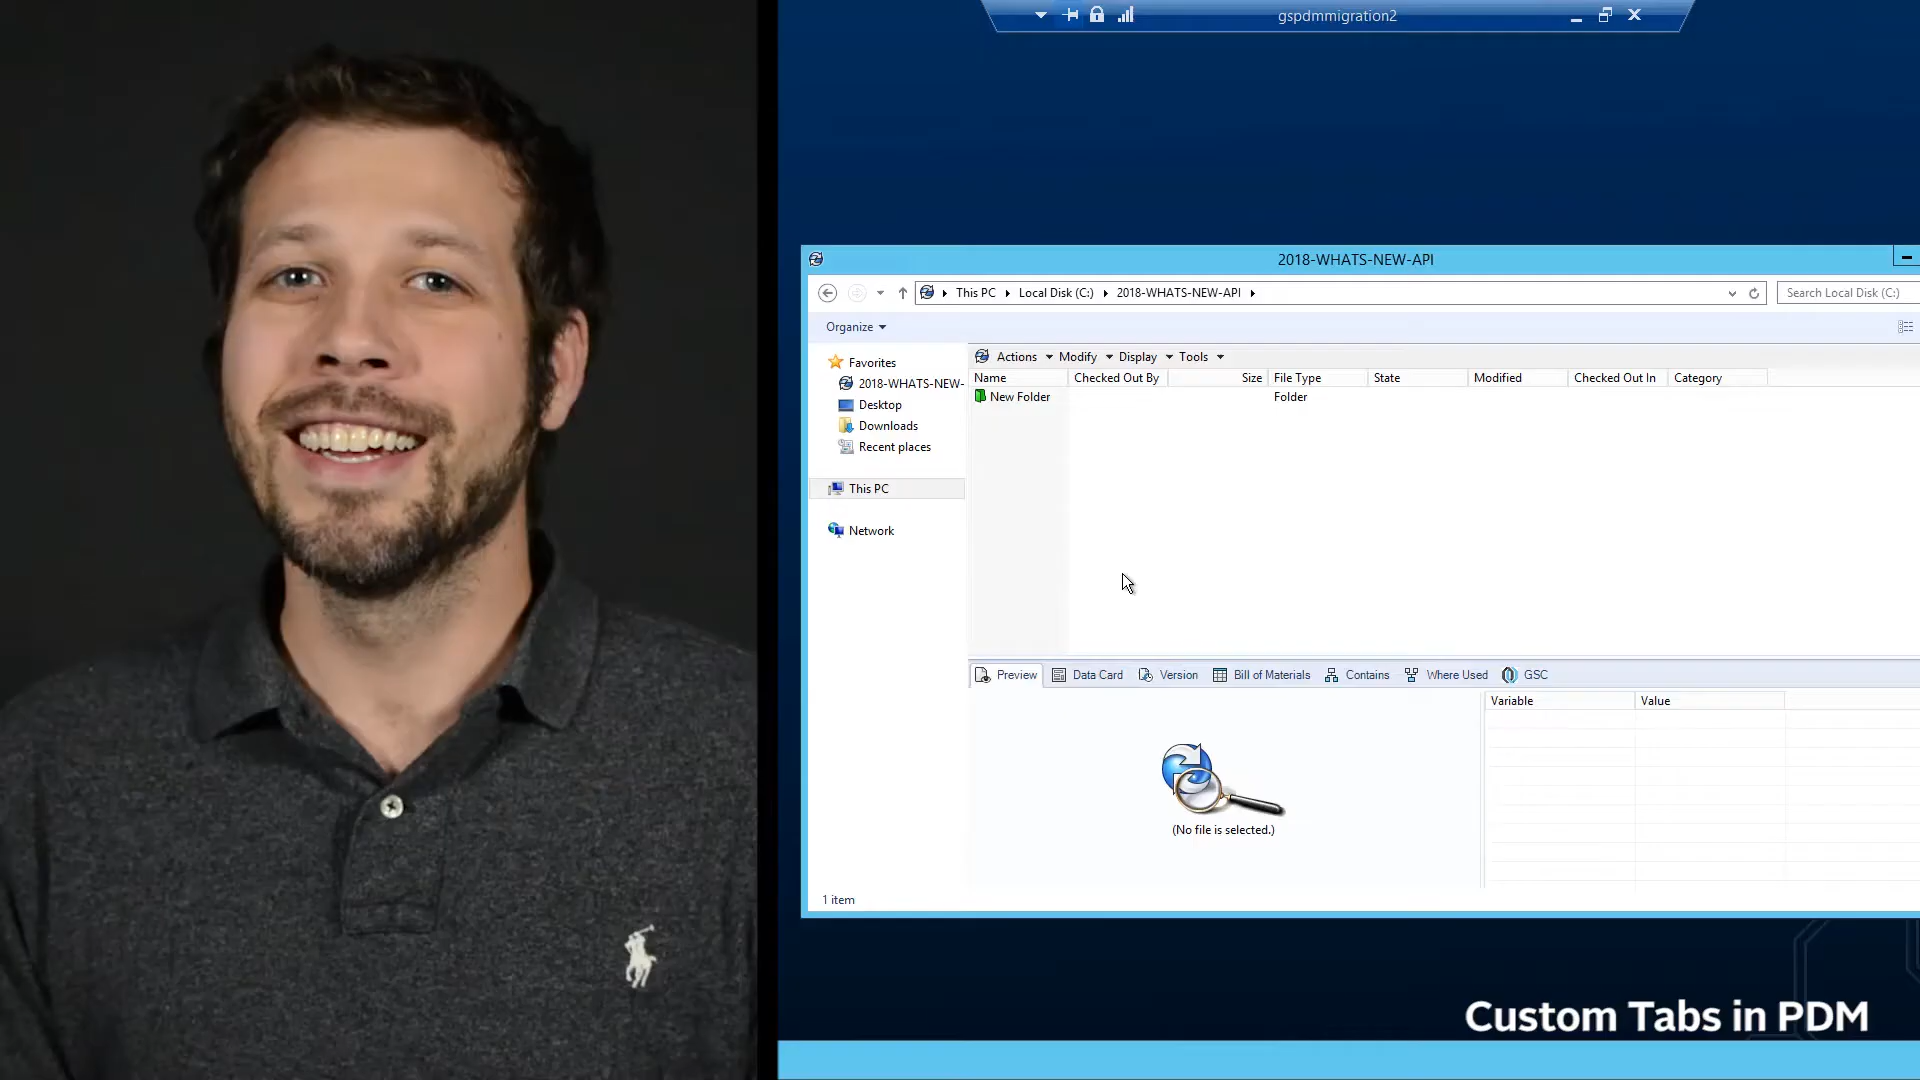 gspdmmigration2
2018-WHATS-NEW-API
This PC Local Disk (C:) 2018-WHATS-NEW-API
Search Local Disk (C:)
Organize
Favorites
2018-WHATS-NEW-
Desktop
Downloads
Recent places
This PC
Network
Actions Modify Display Tools
Name Checked Out By Size File Type State Modified Checked Out In Category
New Folder Folder
Preview Data Card Version Bill of Materials Contains Where Used GSC
Variable Value
(No file is selected.)
1 item
Custom Tabs in PDM